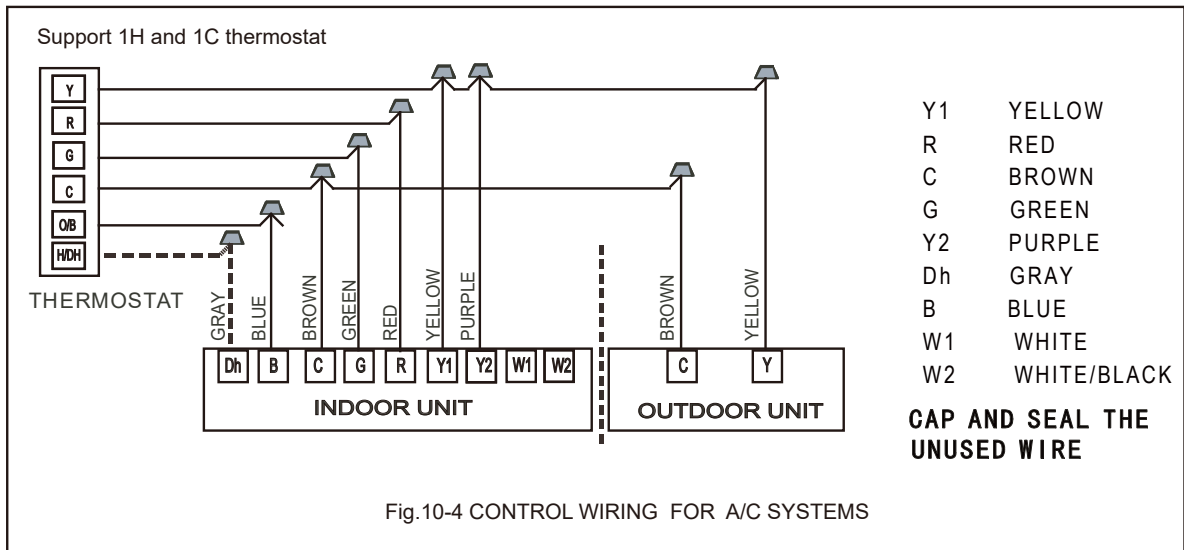 Support 1H and 1C thermostat
Y
R
G
C
O/B
H/DH
THERMOSTAT
GRAY
BLUE
BROWN
GREEN
RED
YELLOW
PURPLE
BROWN
YELLOW
Dh B C G R Y1 Y2 W1 W2
INDOOR UNIT
C Y
OUTDOOR UNIT
Y1 YELLOW
R RED
C BROWN
G GREEN
Y2 PURPLE
Dh GRAY
B BLUE
W1 WHITE
W2 WHITE/BLACK
CAP AND SEAL THE
UNUSED WIRE
Fig.10-4 CONTROL WIRING FOR A/C SYSTEMS